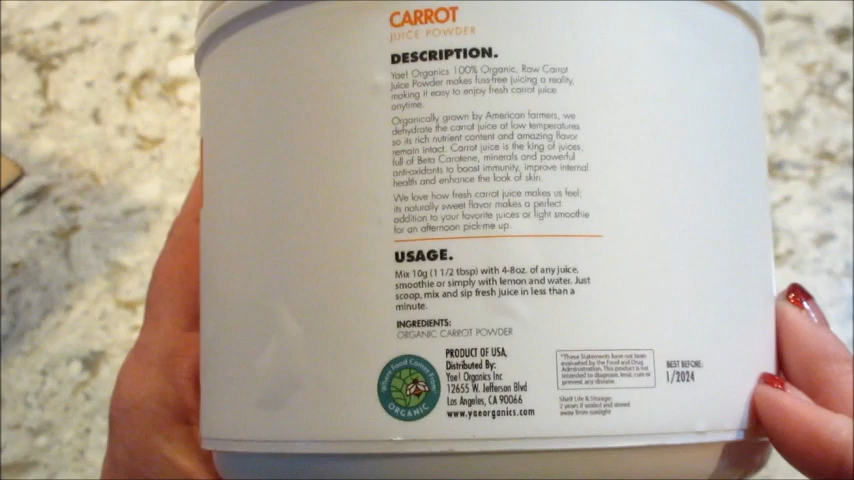 CARROT
JUICE POWDER
DESCRIPTION.
Yae! Organics 100% Organic, Raw Carrot
Juice Powder makes fuss-free juicing a reality,
making it easy to enjoy fresh carrot juice
anytime.
Organically grown by American farmers, we
dehydrate the carrot juice at low temperatures
so its rich nutrient content and amazing flavor
remain intact. Carrot juice is the king of juices,
full of Beta Carotene, minerals and powerful
anti-oxidants to boost immunity, improve internal
health and enhance the look of skin.
We love how fresh carrot juice makes us feel;
its naturally sweet flavor makes a perfect
addition to your favorite juices or light smoothie
for an afternoon pick-me up.
USAGE.
Mix 10g (1 1/2 tbsp) with 4-8oz. of any juice,
smoothie or simply with lemon and water. Just
scoop, mix and sip fresh juice in less than a
minute.
INGREDIENTS:
ORGANIC CARROT POWDER
Where Food Comes From
ORGANIC
PRODUCT OF USA,
Distributed By:
Yae! Organics Inc
12655 W. Jefferson Blvd
Los Angeles, CA 90066
www.yaeorganics.com
*These Statements have not been
evaluated by the Food and Drug
Administration. This product is not
intended to diagnose, treat, cure or
prevent any disease.
Shelf Life & Storage:
2 years if sealed and stored
away from sunlight
BEST BEFORE:
1/2024